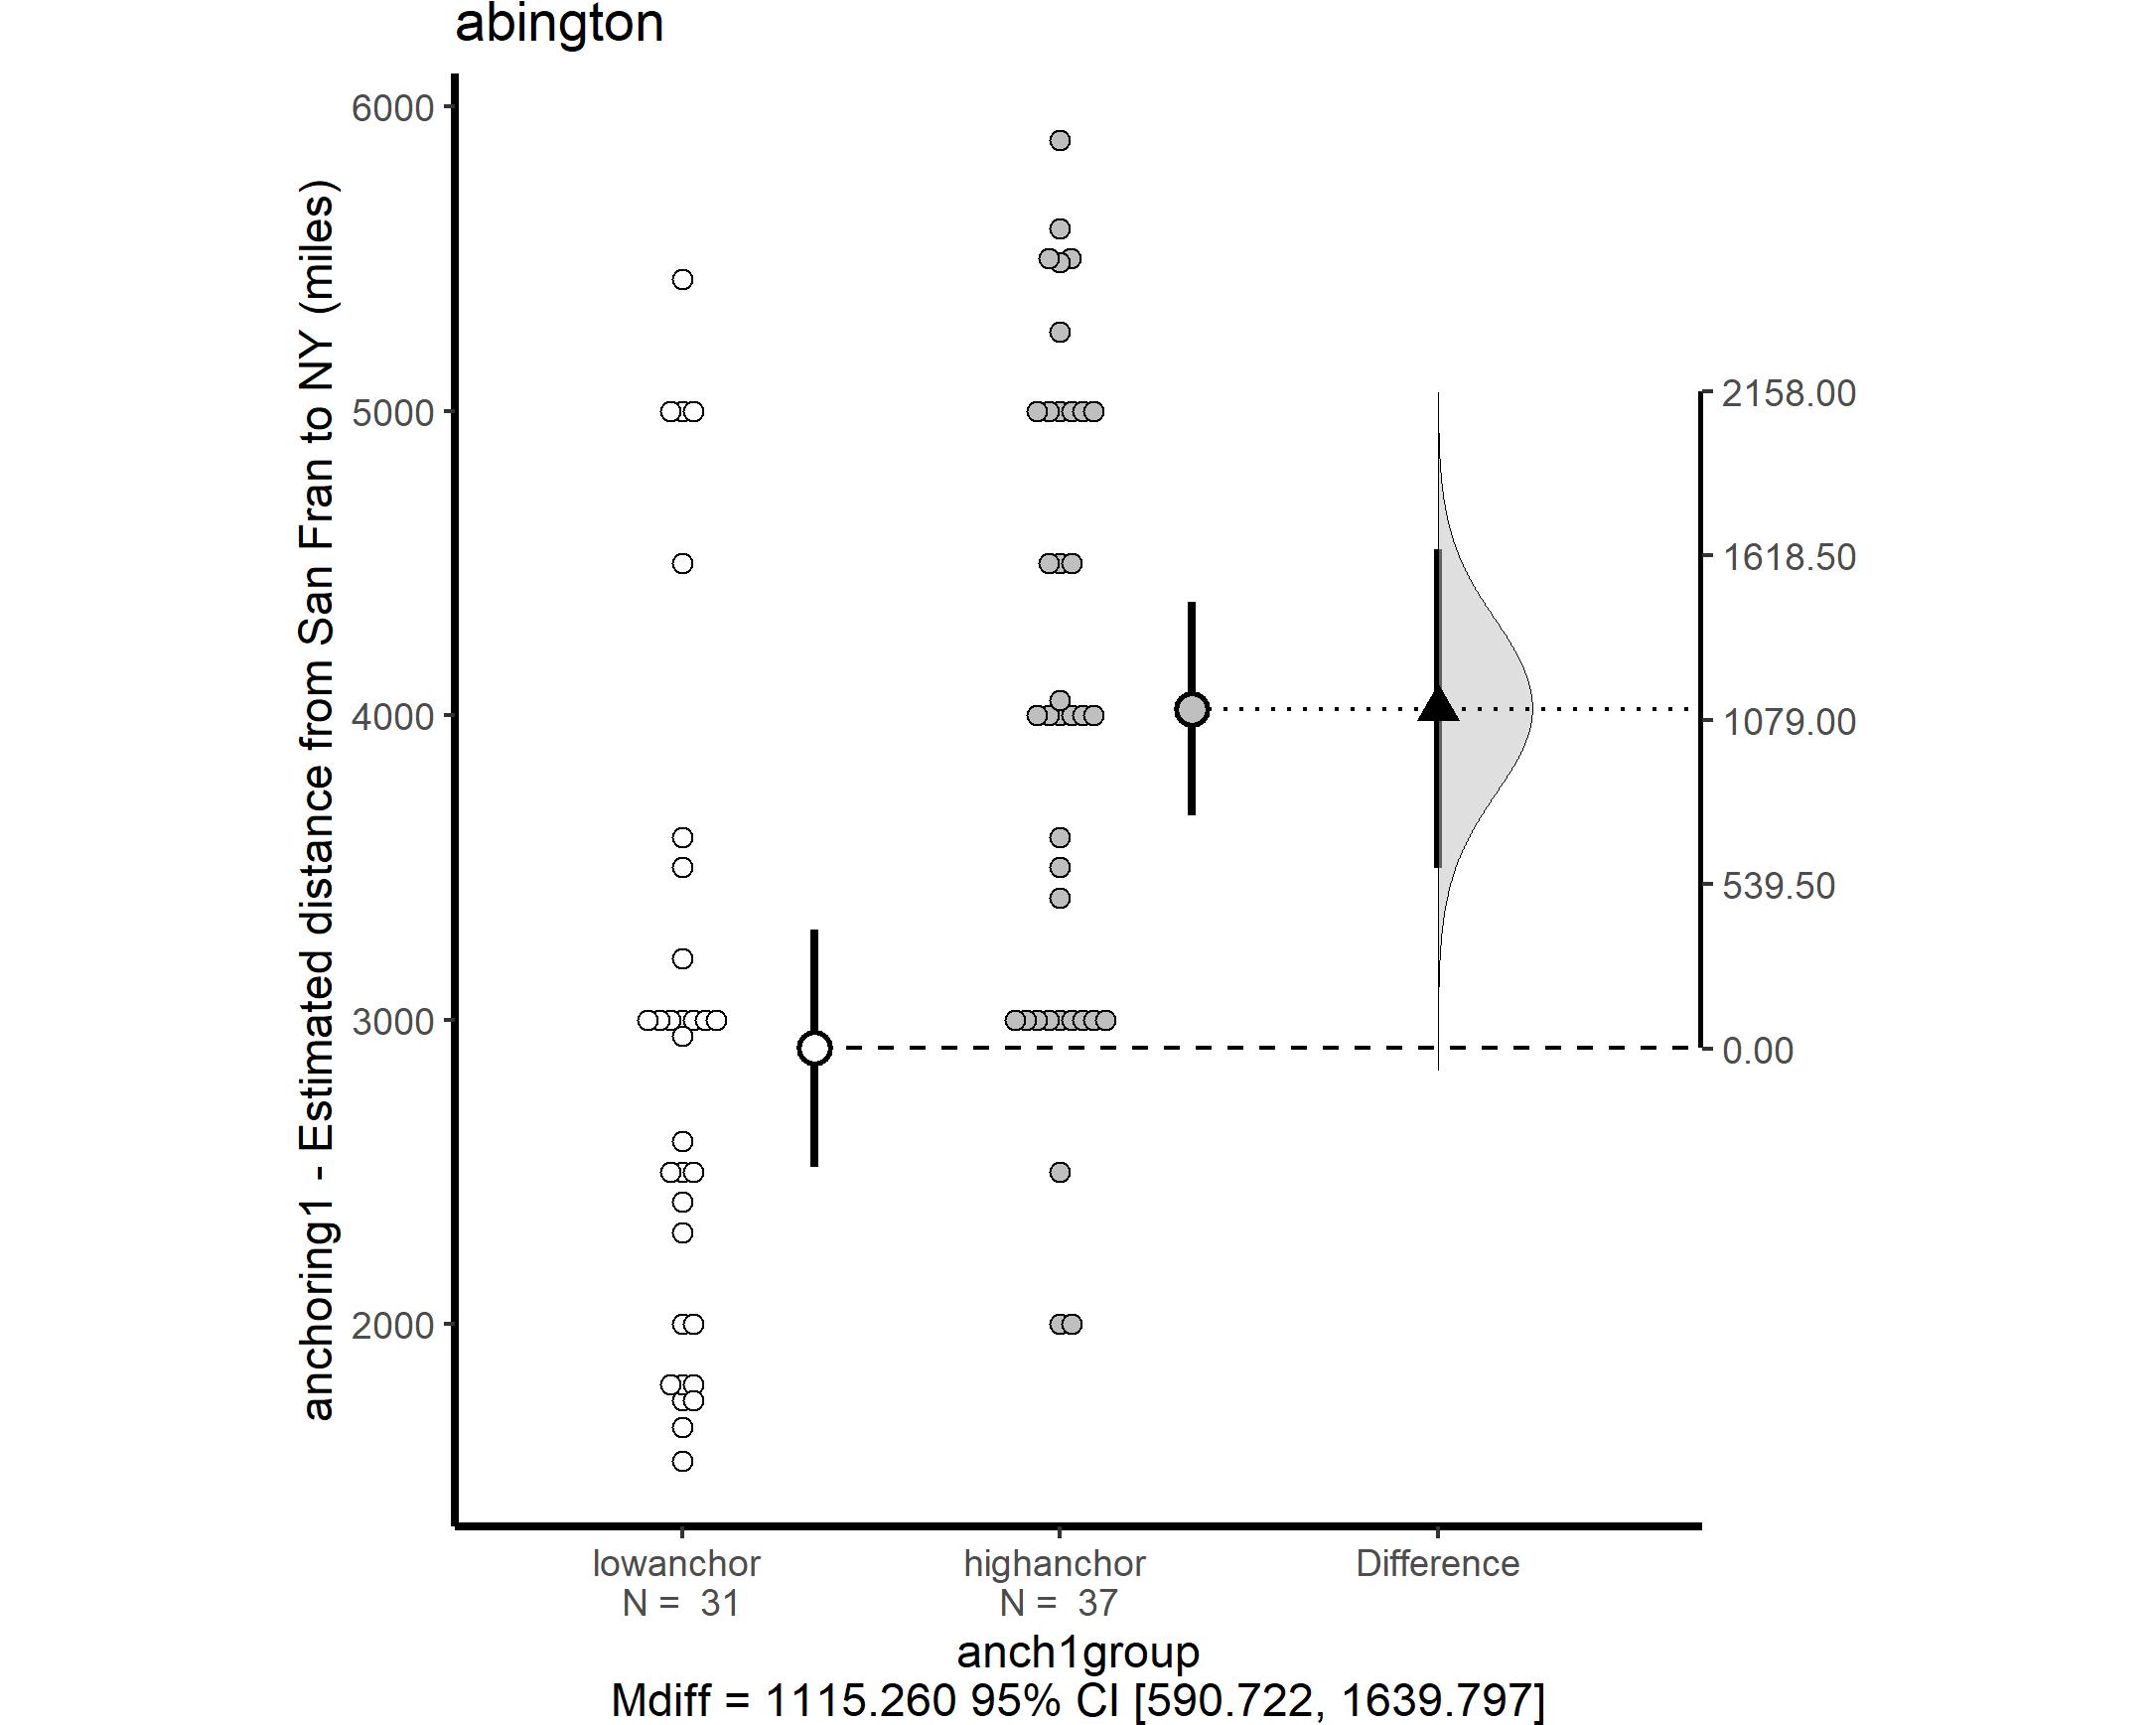 abington
anchoring1 - Estimated distance from San Fran to NY (miles)
6000
5000
4000
3000
2000
2158.00
1618.50
1079.00
539.50
0.00
lowanchor
N =  31
highanchor
N =  37
Difference
anch1group
Mdiff = 1115.260 95% CI [590.722, 1639.797]